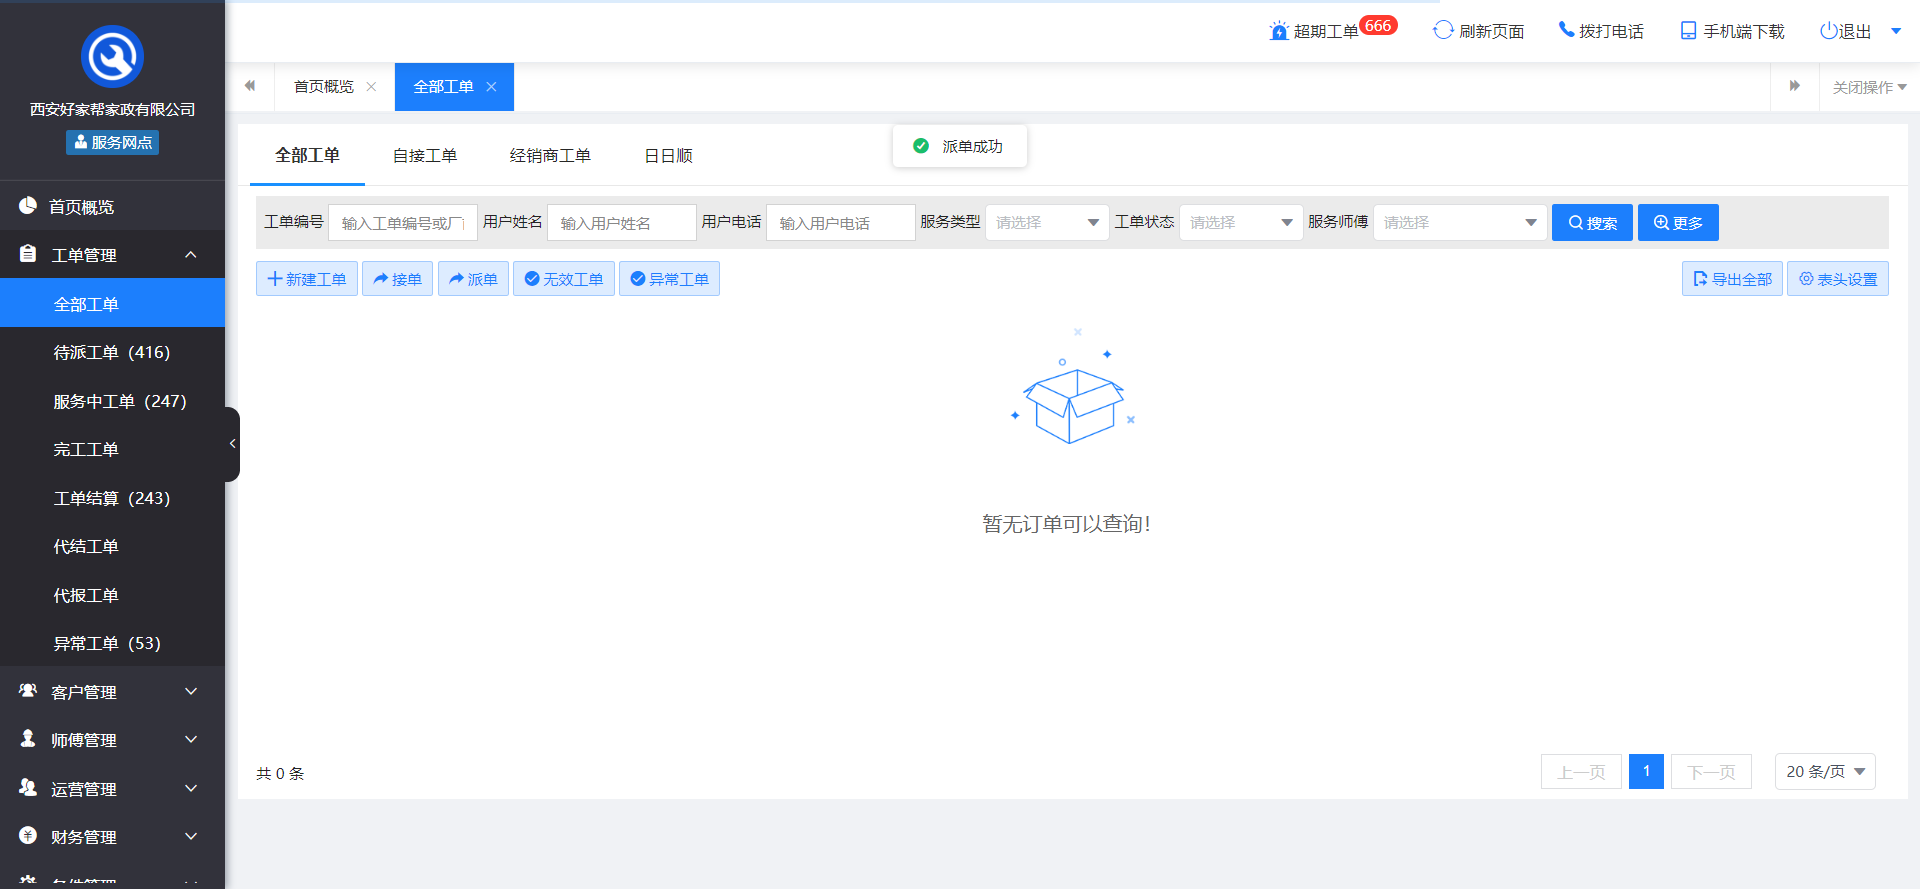 超期工单 666 刷新页面 拨打电话 手机端下载 退出
西安好家帮家政有限公司
服务网点
首页概览
工单管理
全部工单
待派工单（416）
服务中工单（247）
完工工单
工单结算（243）
代结工单
代报工单
异常工单（53）
客户管理
师傅管理
运营管理
财务管理
首页概览 全部工单 关闭操作
派单成功
全部工单 自接工单 经销商工单 日日顺
工单编号 输入工单编号或厂 用户姓名 输入用户姓名 用户电话 输入用户电话 服务类型 请选择 工单状态 请选择 服务师傅 请选择 搜索 更多
新建工单 接单 派单 无效工单 异常工单 导出全部 表头设置
暂无订单可以查询!
共 0 条 上一页 1 下一页 20 条/页